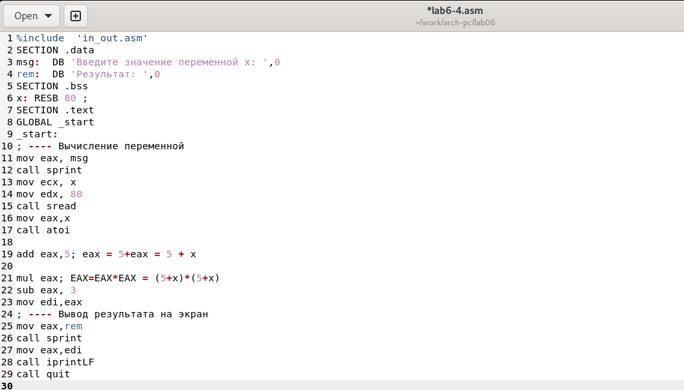 Open
*lab6-4.asm
~/work/arch-pc/lab06
1 %include  'in_out.asm'
2 SECTION .data
3 msg:  DB 'Введите значение переменной x: ',0
4 rem:  DB 'Результат: ',0
5 SECTION .bss
6 x: RESB 80 ;
7 SECTION .text
8 GLOBAL _start
9 _start:
10 ; ---- Вычисление переменной
11 mov eax, msg
12 call sprint
13 mov ecx, x
14 mov edx, 80
15 call sread
16 mov eax,x
17 call atoi
18
19 add eax,5; eax = 5+eax = 5 + x
20
21 mul eax; EAX=EAX*EAX = (5+x)*(5+x)
22 sub eax, 3
23 mov edi,eax
24 ; ---- Вывод результата на экран
25 mov eax,rem
26 call sprint
27 mov eax,edi
28 call iprintLF
29 call quit
30